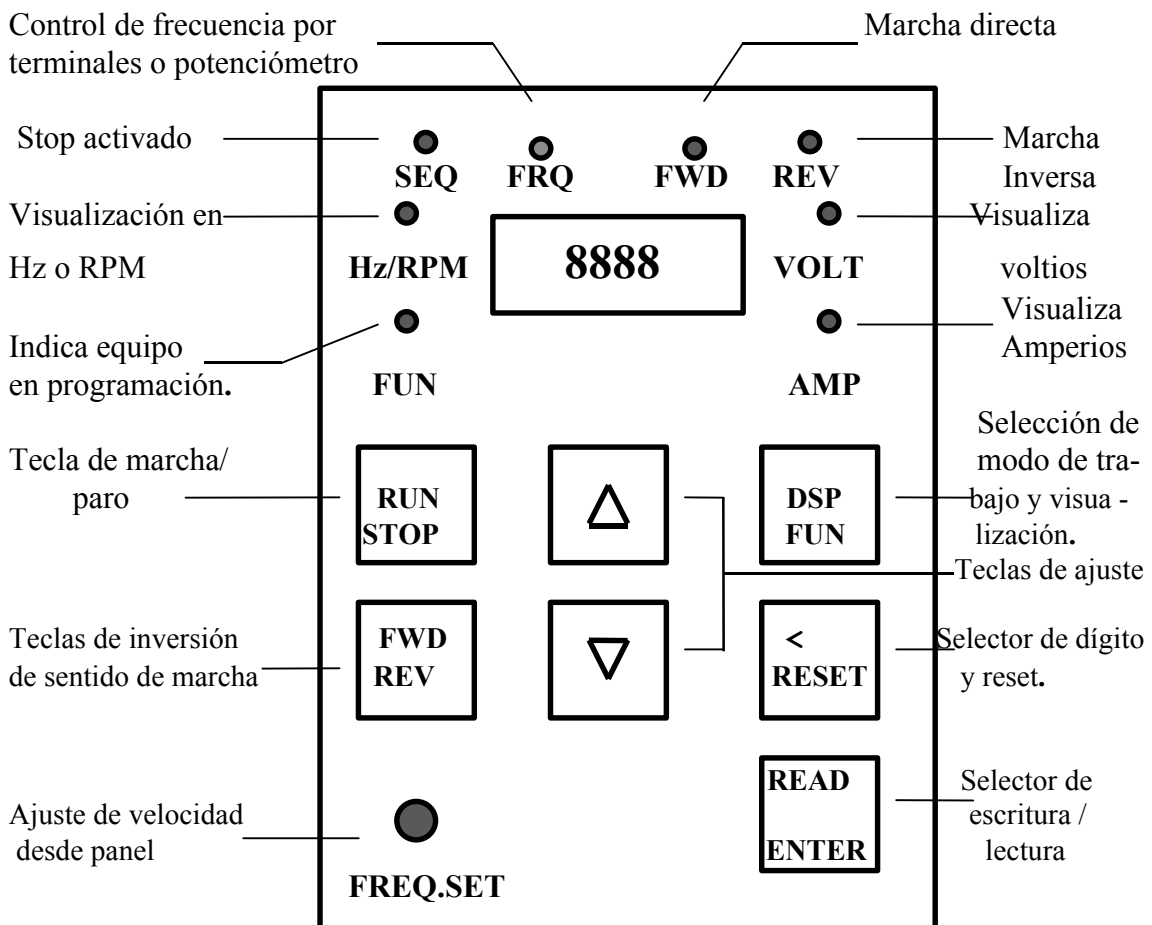 Control de frecuencia por
terminales o potenciómetro
Marcha directa
Stop activado
Marcha
Inversa
SEQ
FRQ
FWD
REV
Visualización en
Hz o RPM
Visualiza
voltios
Hz/RPM
8888
VOLT
Indica equipo
en programación.
Visualiza
Amperios
FUN
AMP
Tecla de marcha/
paro
RUN
STOP
DSP
FUN
Selección de
modo de tra-
bajo y visua -
lización.
Teclas de ajuste
Teclas de inversión
de sentido de marcha
FWD
REV
<
RESET
Selector de dígito
y reset.
READ
ENTER
Selector de
escritura /
lectura
Ajuste de velocidad
desde panel
FREQ.SET